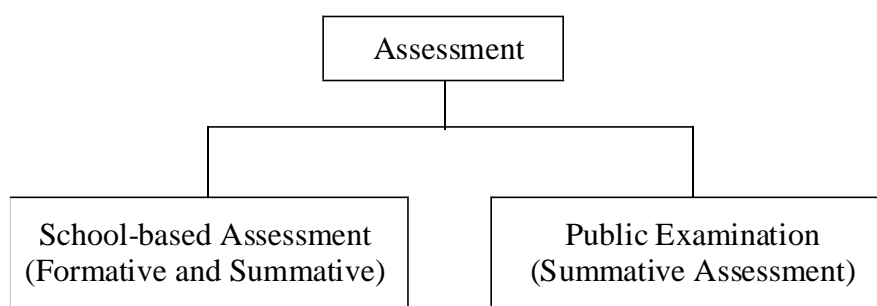 Assessment
School-based Assessment
(Formative and Summative)
Public Examination
(Summative Assessment)